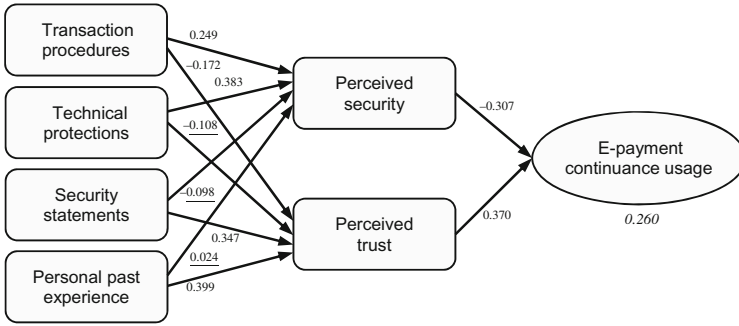 Transaction
procedures
0.249
–0.172
0.383
Perceived
security
Technical
protections
–0.108
–0.307
E-payment
continuance usage
–0.098
Security
statements
0.347
Perceived
trust
0.370
0.260
0.024
Personal past
experience
0.399